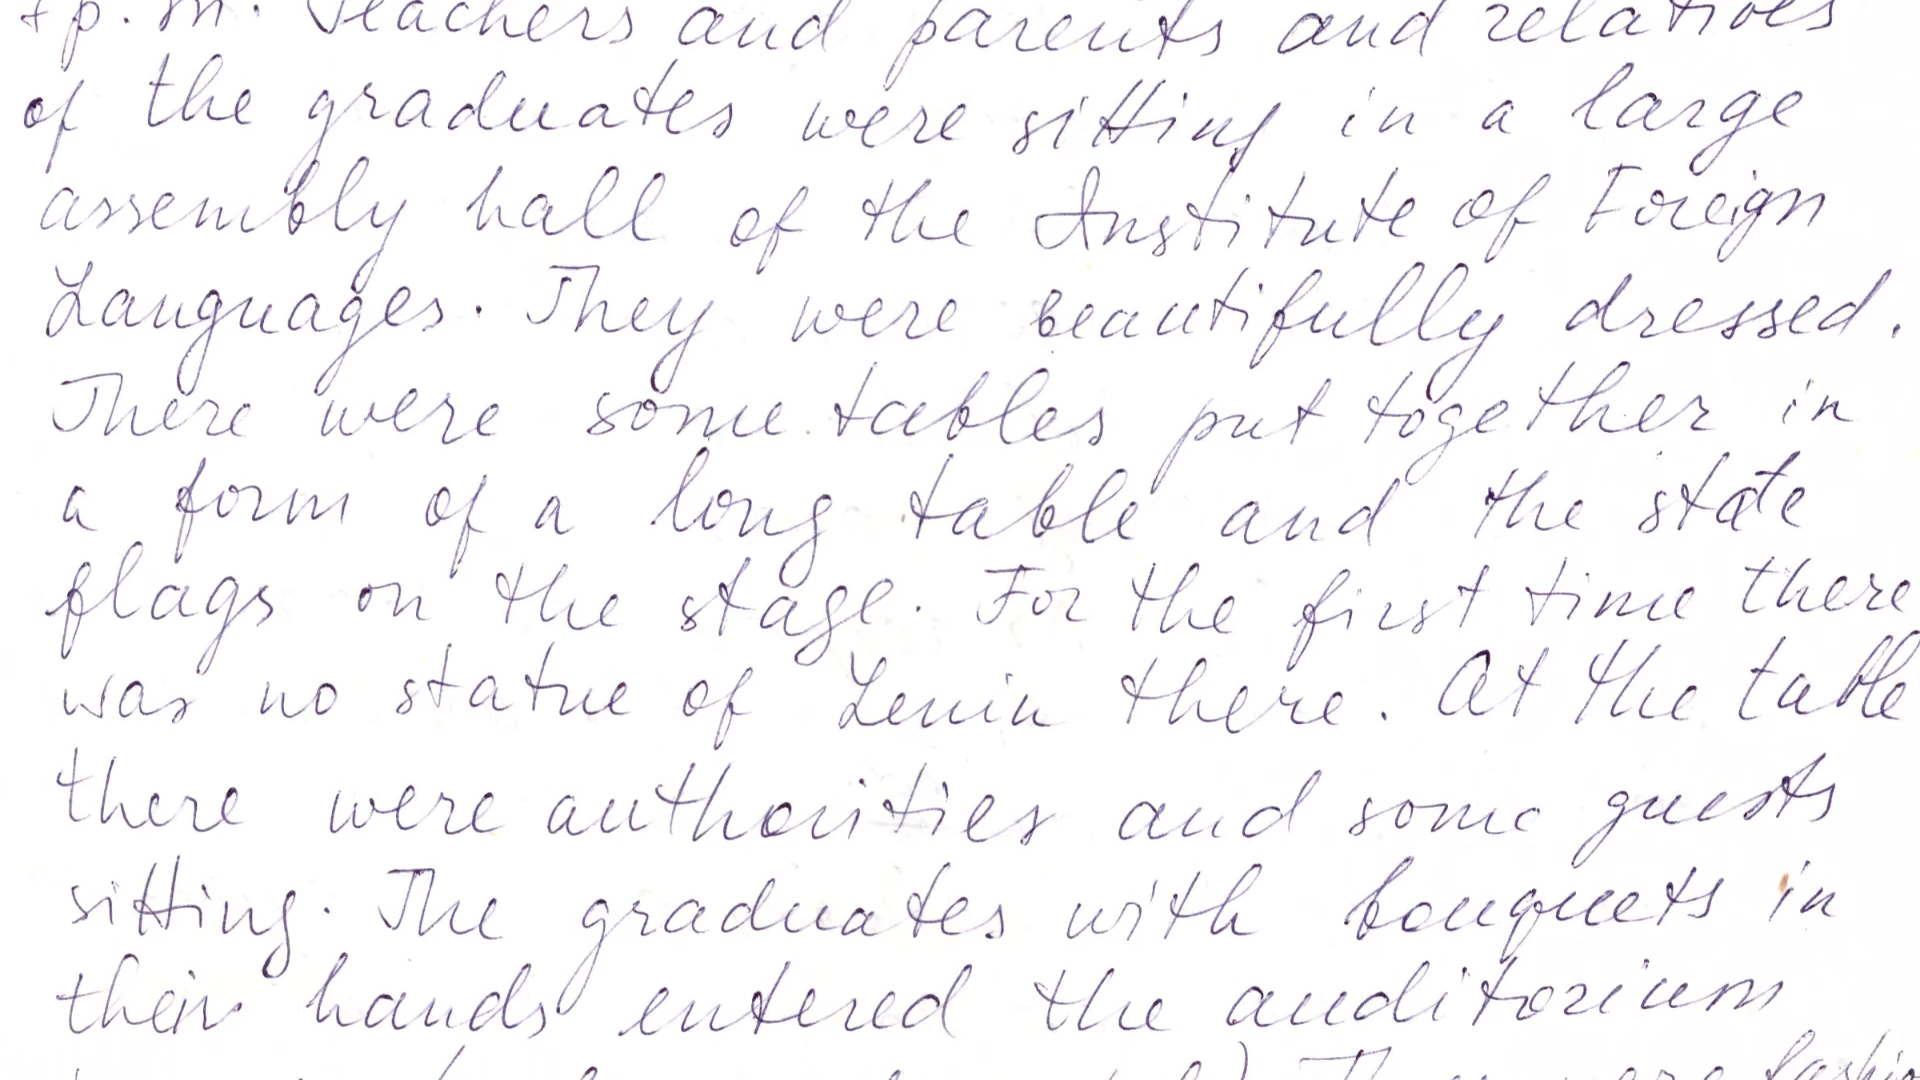 p.m. Teachers and parents and relatives
of the graduates were sitting in a large
assembly hall of the Institute of Foreign
Languages. They were beautifully dressed.
There were some tables put together in
a form of a long table and the state
flags on the stage. For the first time there
was no statue of Lenin there. At the table
there were authorities and some guests
sitting. The graduates with bouquets in
their hands entered the auditorium